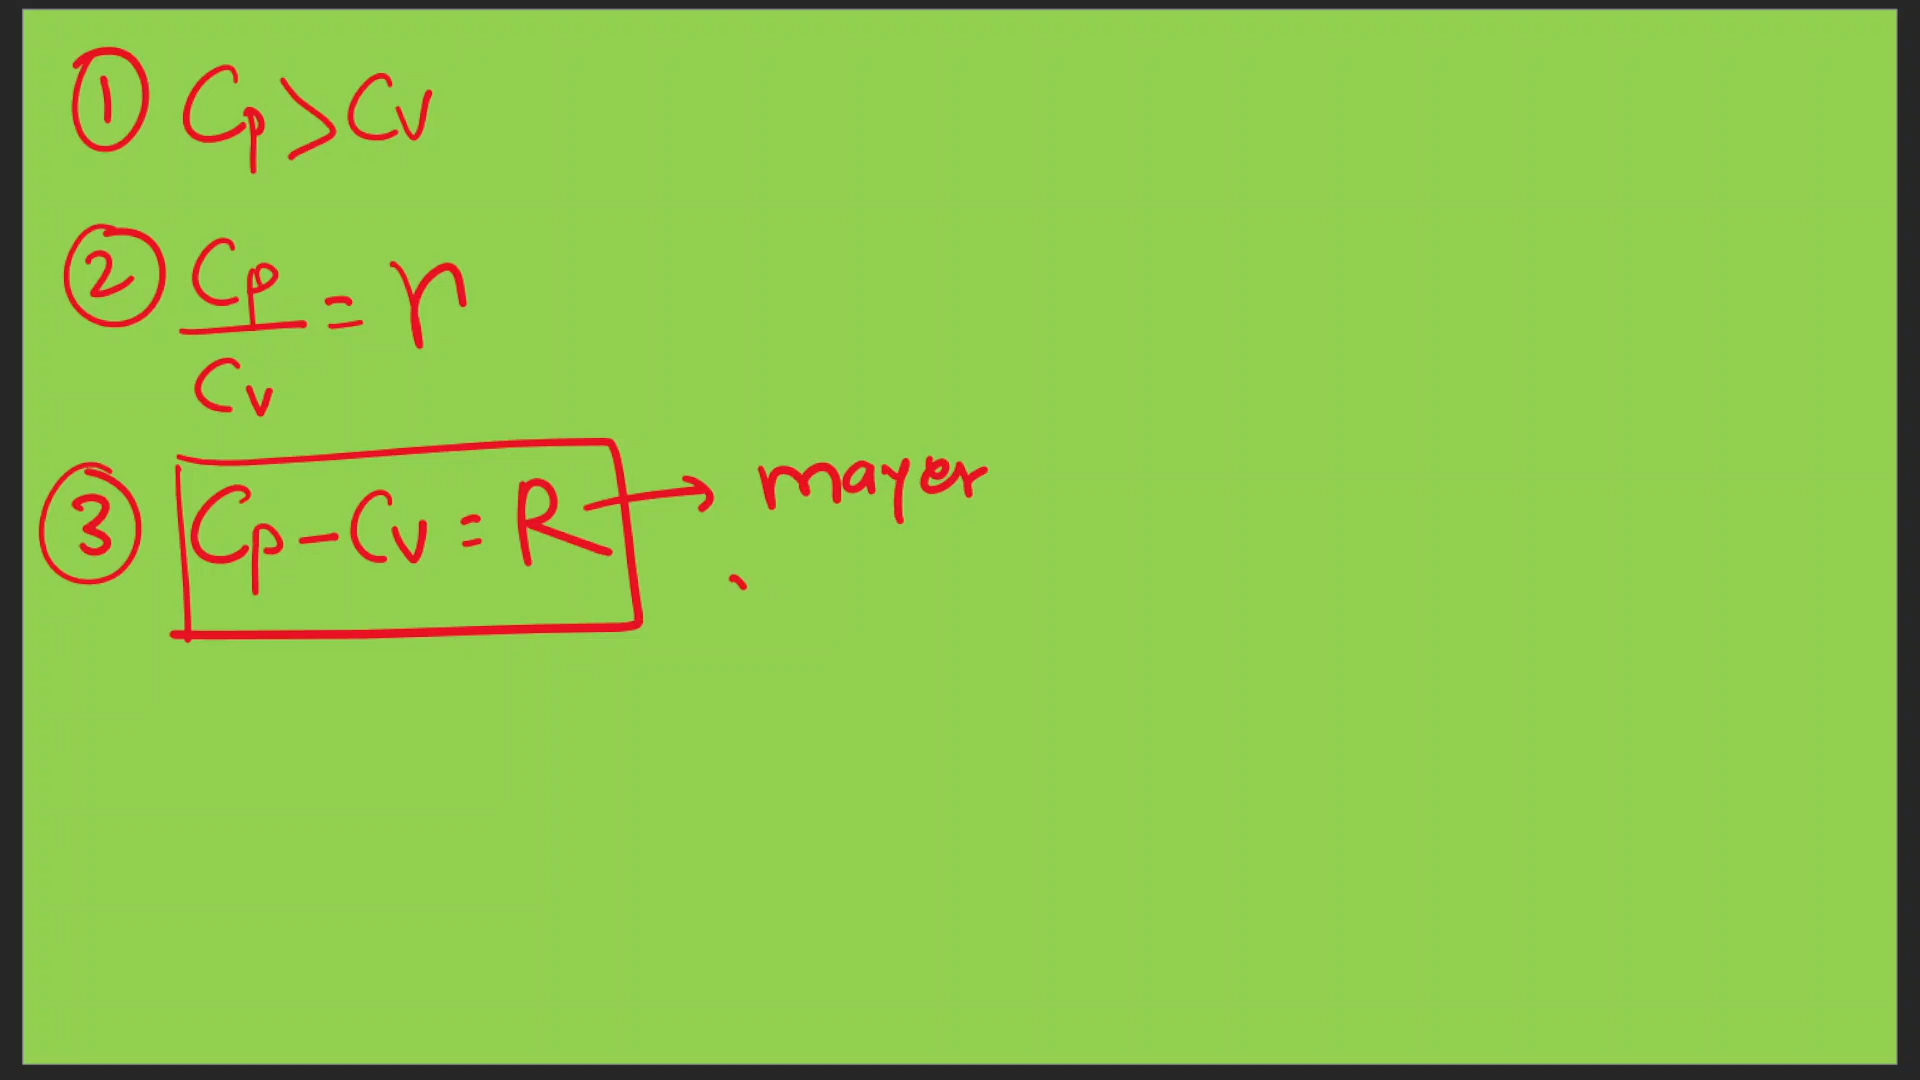 ① Cp > Cv
② Cp/Cv = γ
③ Cp - Cv = R → mayer